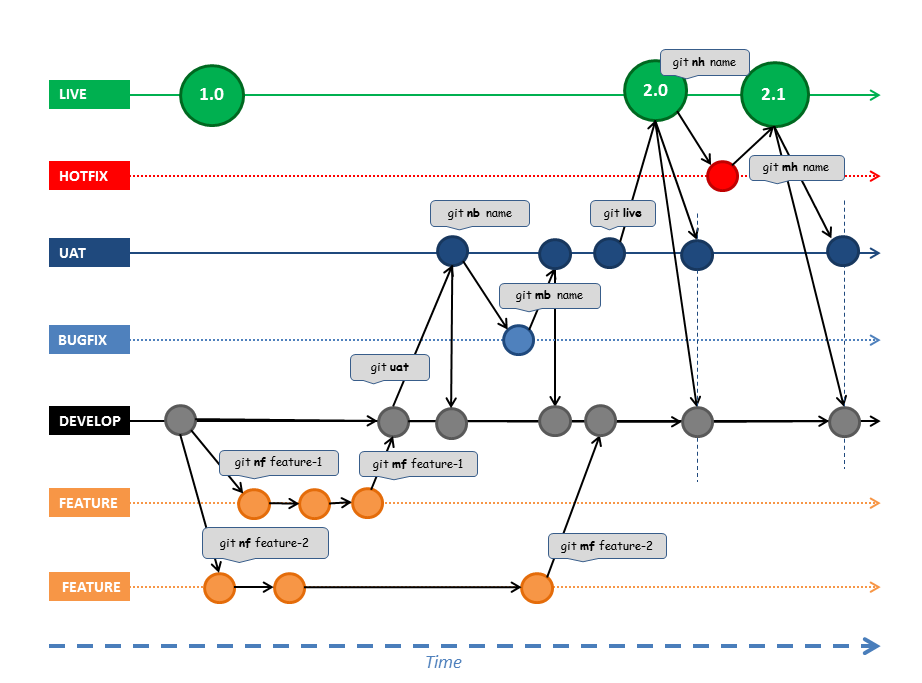 git nh name
LIVE
1.0
2.0
2.1
HOTFIX
git mh name
git nb name
git live
UAT
git mb name
BUGFIX
git uat
DEVELOP
git nf feature-1
git mf feature-1
FEATURE
git nf feature-2
git mf feature-2
FEATURE
Time